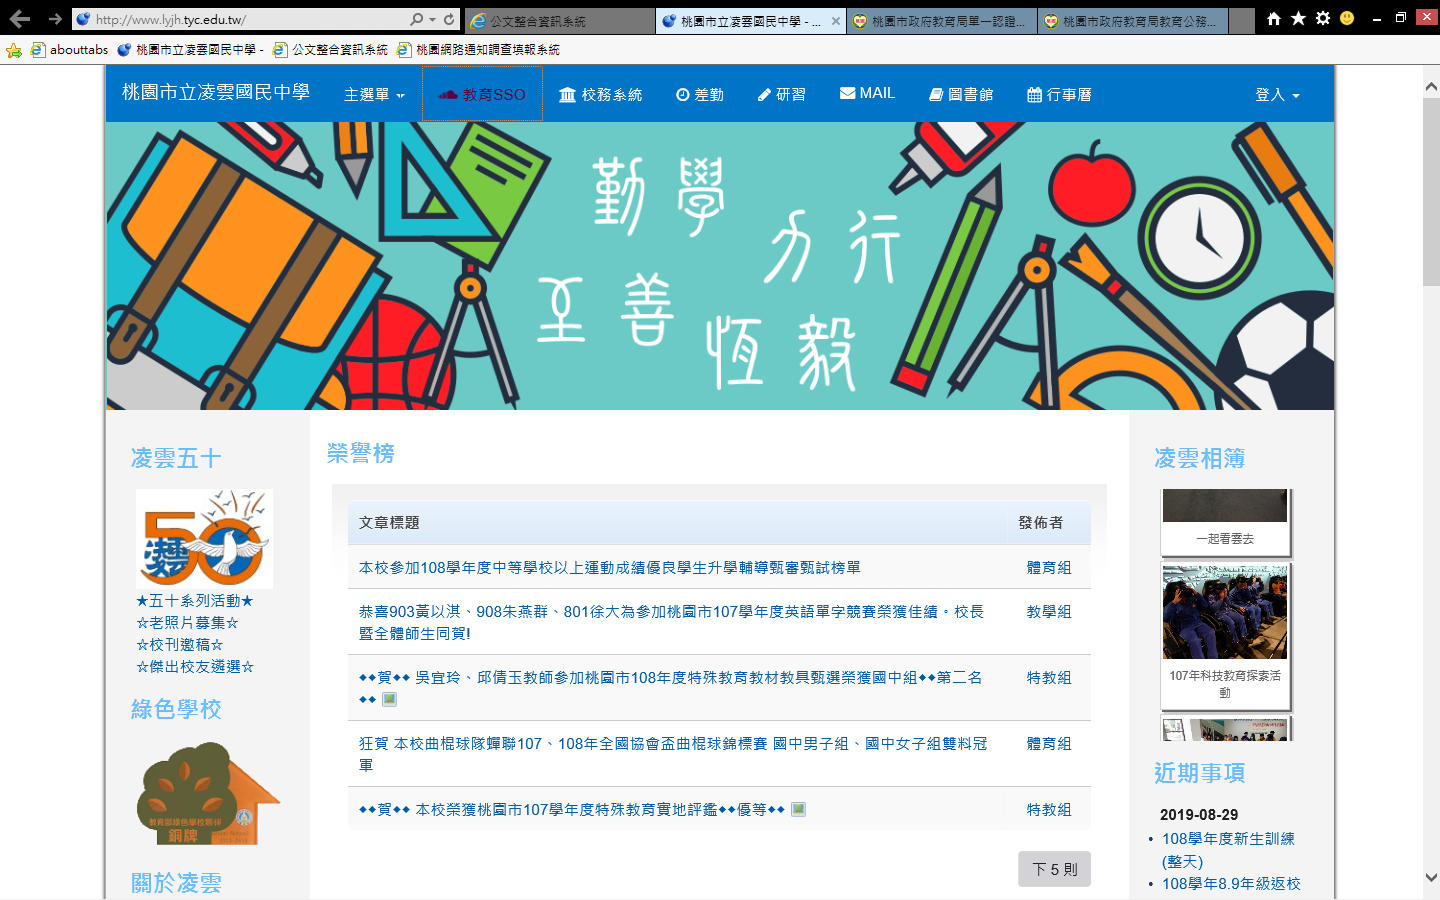 http://www.lyjh.tyc.edu.tw/
公文整合資訊系統
桃園市立凌雲國民中學 - ...
桃園市政府教育局單一認證...
桃園市政府教育局教育公務...
abouttabs
桃園市立凌雲國民中學 -
公文整合資訊系統
桃園網路通知調查填報系統
桃園市立凌雲國民中學
主選單
教育SSO
校務系統
差勤
研習
MAIL
圖書館
行事曆
登入
勤學
力行
至善
恆毅
凌雲五十
50
★五十系列活動★
☆老照片募集☆
☆校刊邀稿☆
☆傑出校友遴選☆
綠色學校
教育部綠色學校夥伴
銅牌
關於凌雲
榮譽榜
文章標題
發佈者
本校參加108學年度中等學校以上運動成績優良學生升學輔導甄審甄試榜單
體育組
恭喜903黃以淇、908朱燕群、801徐大為參加桃園市107學年度英語單字競賽榮獲佳績。校長
暨全體師生同賀!
教學組
◆◆賀◆◆ 吳宜玲、邱倩玉教師參加桃園市108年度特殊教育教材教具甄選榮獲國中組◆◆第二名
◆◆
特教組
狂賀 本校曲棍球隊蟬聯107、108年全國協會盃曲棍球錦標賽 國中男子組、國中女子組雙料冠
軍
體育組
◆◆賀◆◆ 本校榮獲桃園市107學年度特殊教育實地評鑑◆◆優等◆◆
特教組
下 5 則
凌雲相簿
一起看雲去
107年科技教育探索活
動
近期事項
2019-08-29
108學年度新生訓練
(整天)
108學年8.9年級返校